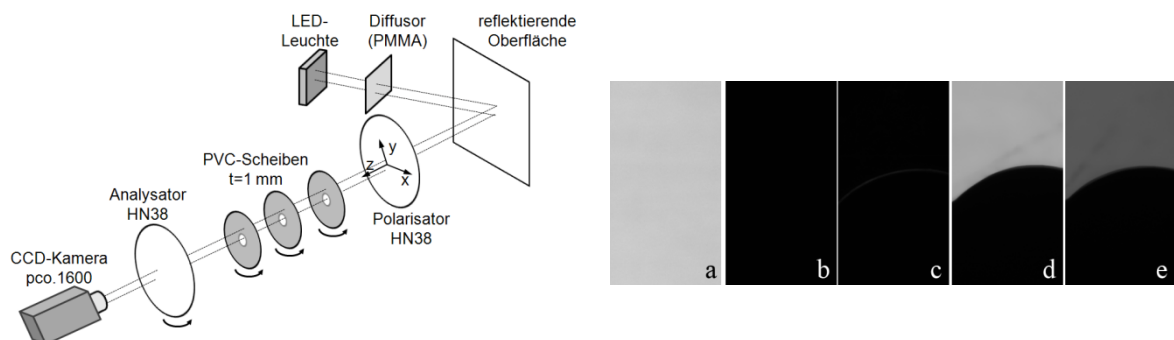 LED-
Leuchte
Diffusor
(PMMA)
reflektierende
Oberfläche
PVC-Scheiben
t=1 mm
y
z
x
Analysator
HN38
Polarisator
HN38
CCD-Kamera
pco.1600
a
b
c
d
e